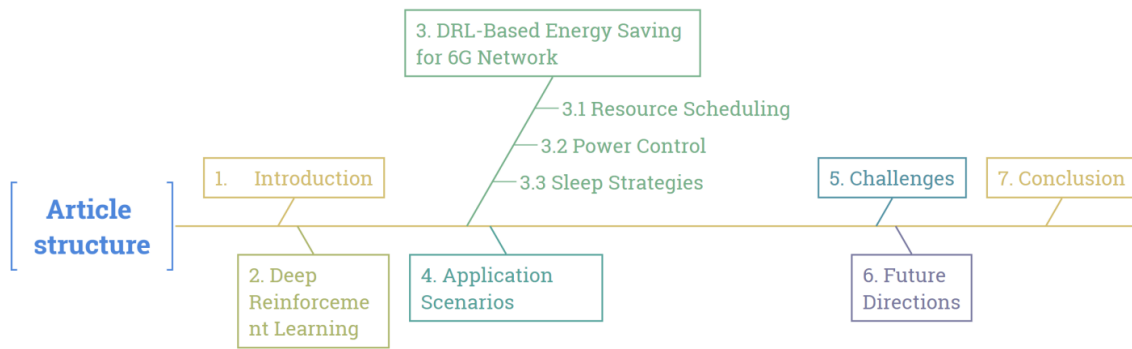 Article
structure
1. Introduction
2. Deep
Reinforceme
nt Learning
3. DRL-Based Energy Saving
for 6G Network
3.1 Resource Scheduling
3.2 Power Control
3.3 Sleep Strategies
4. Application
Scenarios
5. Challenges
6. Future
Directions
7. Conclusion